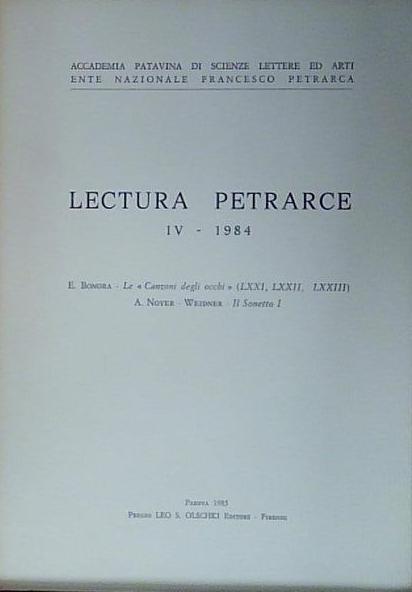 ACCADEMIA PATAVINA DI SCIENZE LETTERE ED ARTI
ENTE NAZIONALE FRANCESCO PETRARCA
LECTURA PETRARCE
IV - 1984
E. BONORA - Le « Canzoni degli occhi » (LXXI, LXXII, LXXIII)
A. NOYER - WEIDNER - Il Sonetto I
PADOVA 1985
PRESSO LEO S. OLSCHKI EDITORE - FIRENZE